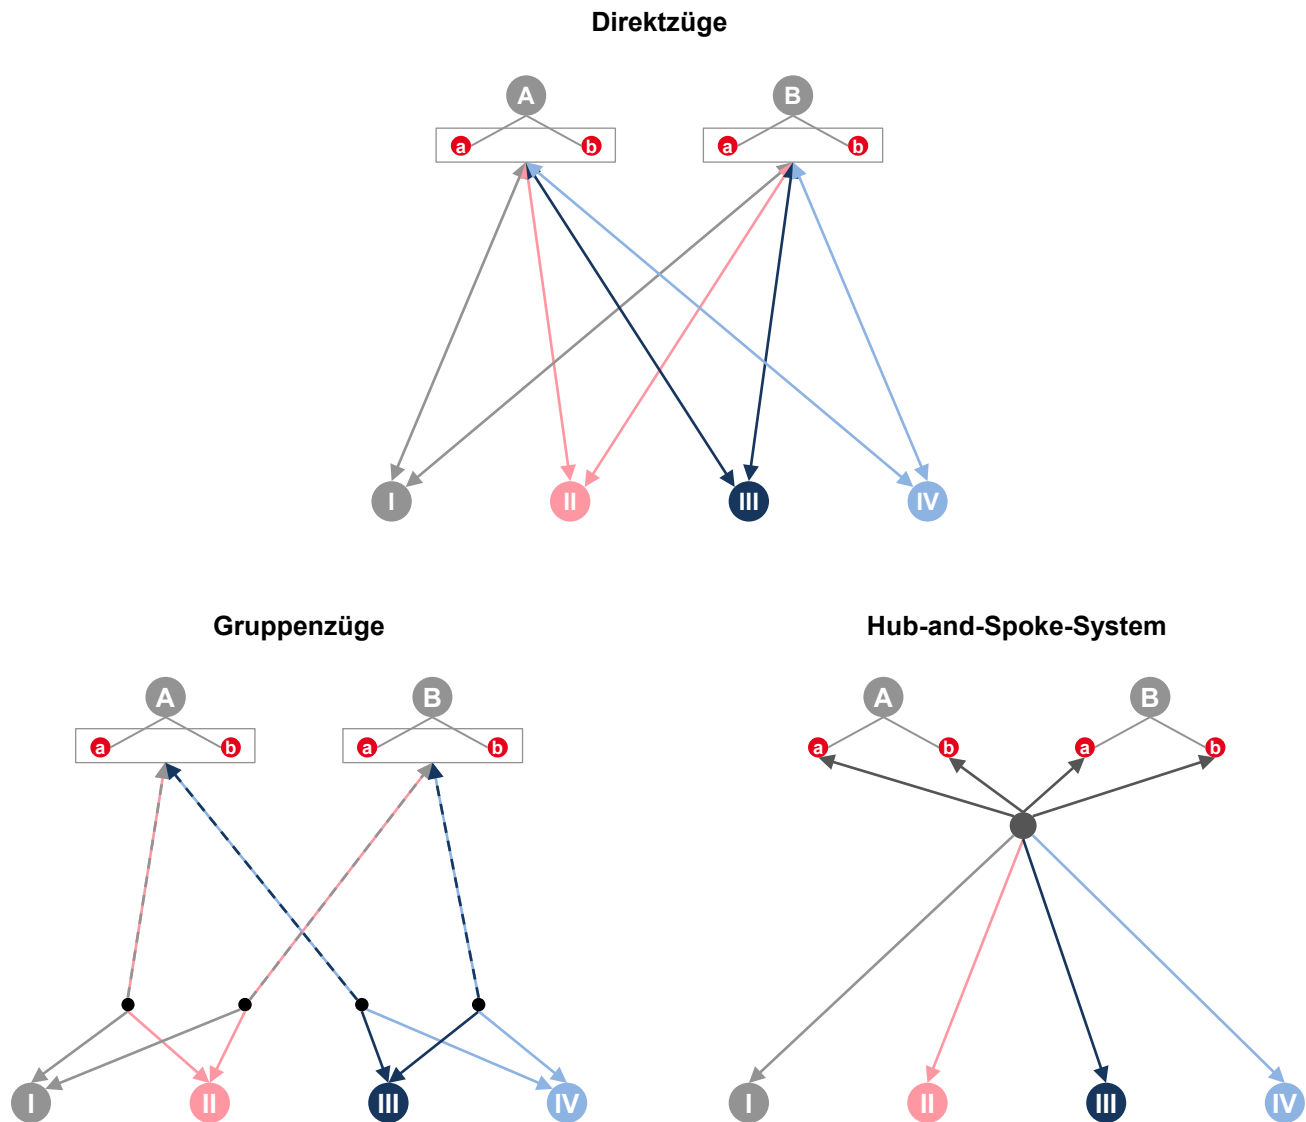 Direktzüge
A B
a b a b
I II III IV
Gruppenzüge Hub-and-Spoke-System
A B A B
a b a b a b a b
I II III IV I II III IV